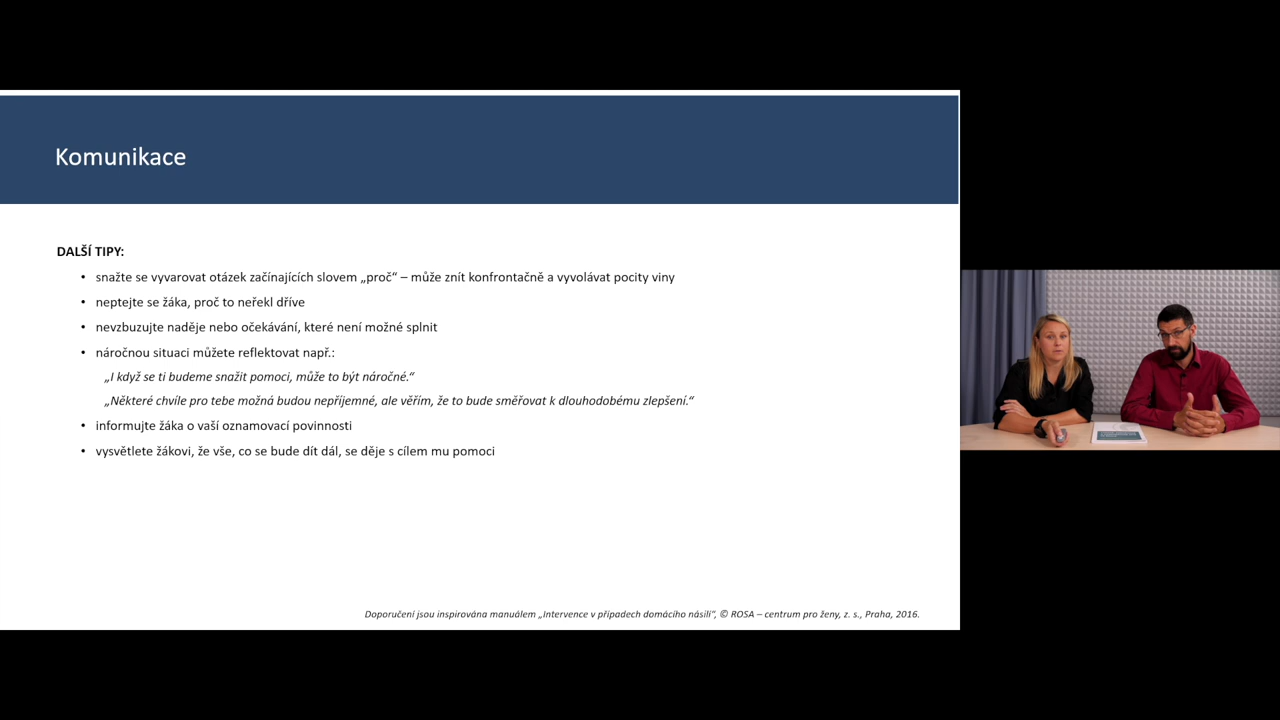 Komunikace
DALŠÍ TIPY:
• snažte se vyvarovat otázek začínajících slovem „proč“ – může znít konfrontačně a vyvolávat pocity viny
• neptejte se žáka, proč to neřekl dříve
• nevzbuzujte naděje nebo očekávání, které není možné splnit
• náročnou situaci můžete reflektovat např.:
„I když se ti budeme snažit pomoci, může to být náročné.“
„Některé chvíle pro tebe možná budou nepříjemné, ale věřím, že to bude směřovat k dlouhodobému zlepšení.“
• informujte žáka o vaší oznamovací povinnosti
• vysvětlete žákovi, že vše, co se bude dít dál, se děje s cílem mu pomoci
Doporučení jsou inspirována manuálem „Intervence v případech domácího násilí“, © ROSA – centrum pro ženy, z. s., Praha, 2016.